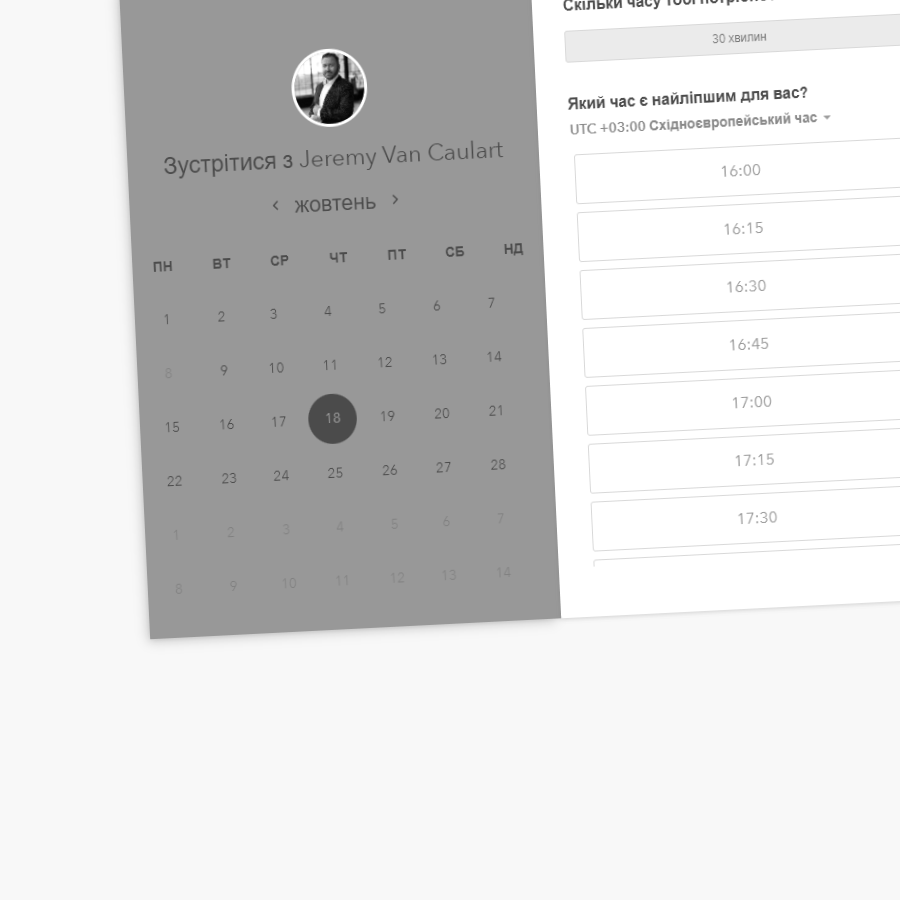 Зустрітися з Jeremy Van Caulart
‹ жовтень ›
ПН ВТ СР ЧТ ПТ СБ НД
1 2 3 4 5 6 7
8 9 10 11 12 13 14
15 16 17 18 19 20 21
22 23 24 25 26 27 28
1 2 3 4 5 6 7
8 9 10 11 12 13 14
Скільки часу тобі
30 хвилин
Який час є найліпшим для вас?
UTC +03:00 Східноєвропейський час
16:00
16:15
16:30
16:45
17:00
17:15
17:30